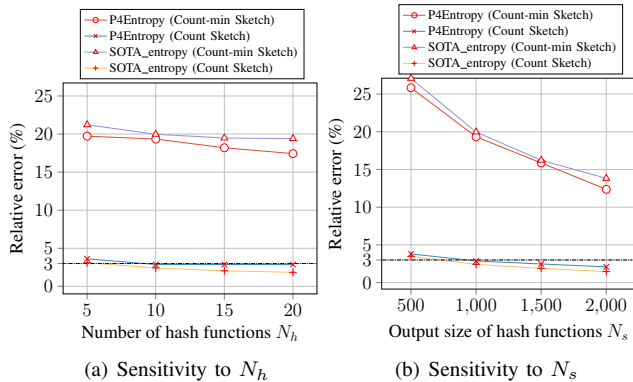 P4Entropy (Count-min Sketch)
P4Entropy (Count Sketch)
SOTA_entropy (Count-min Sketch)
SOTA_entropy (Count Sketch)
25
20
15
10
5
3
0
Relative error (%)
5 10 15 20
Number of hash functions N_h
(a) Sensitivity to N_h
P4Entropy (Count-min Sketch)
P4Entropy (Count Sketch)
SOTA_entropy (Count-min Sketch)
SOTA_entropy (Count Sketch)
25
20
15
10
5
3
0
Relative error (%)
500 1,000 1,500 2,000
Output size of hash functions N_s
(b) Sensitivity to N_s